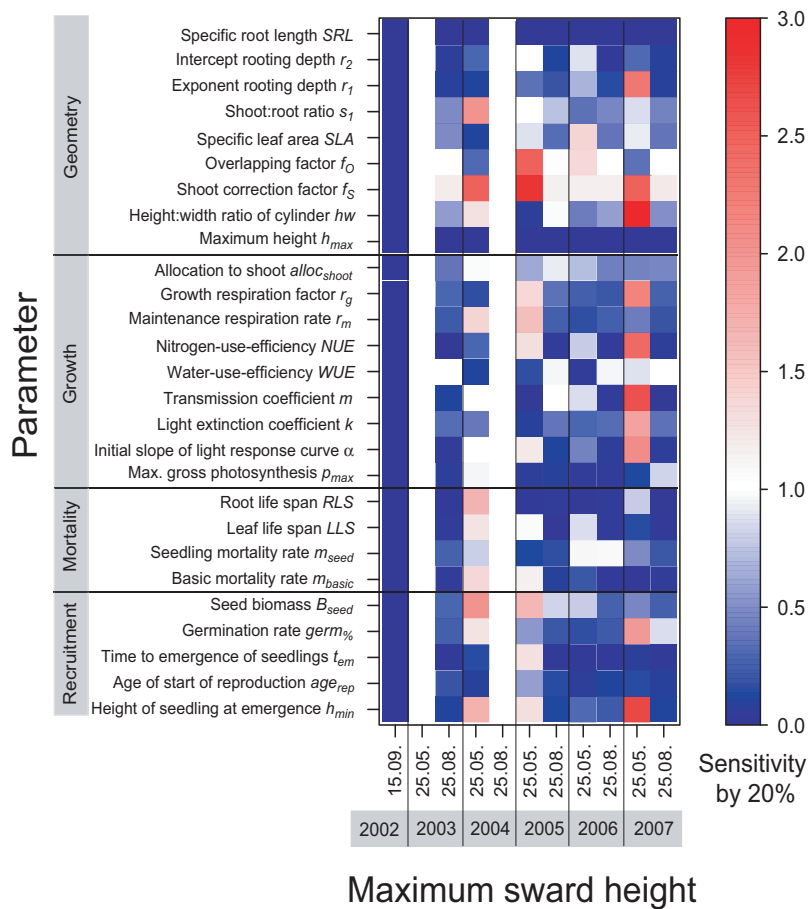 Parameter
Geometry
Specific root length SRL
Intercept rooting depth r2
Exponent rooting depth r1
Shoot:root ratio s1
Specific leaf area SLA
Overlapping factor fO
Shoot correction factor fS
Height:width ratio of cylinder hw
Maximum height hmax
Growth
Allocation to shoot allocshoot
Growth respiration factor rg
Maintenance respiration rate rm
Nitrogen-use-efficiency NUE
Water-use-efficiency WUE
Transmission coefficient m
Light extinction coefficient k
Initial slope of light response curve α
Max. gross photosynthesis pmax
Mortality
Root life span RLS
Leaf life span LLS
Seedling mortality rate mseed
Basic mortality rate mbasic
Recruitment
Seed biomass Bseed
Germination rate germ%
Time to emergence of seedlings tem
Age of start of reproduction agerep
Height of seedling at emergence hmin
15.09. 25.05. 25.08. 25.05. 25.08. 25.05. 25.08. 25.05. 25.08. 25.05. 25.08.
2002 2003 2004 2005 2006 2007
Maximum sward height
3.0
2.5
2.0
1.5
1.0
0.5
0.0
Sensitivity
by 20%